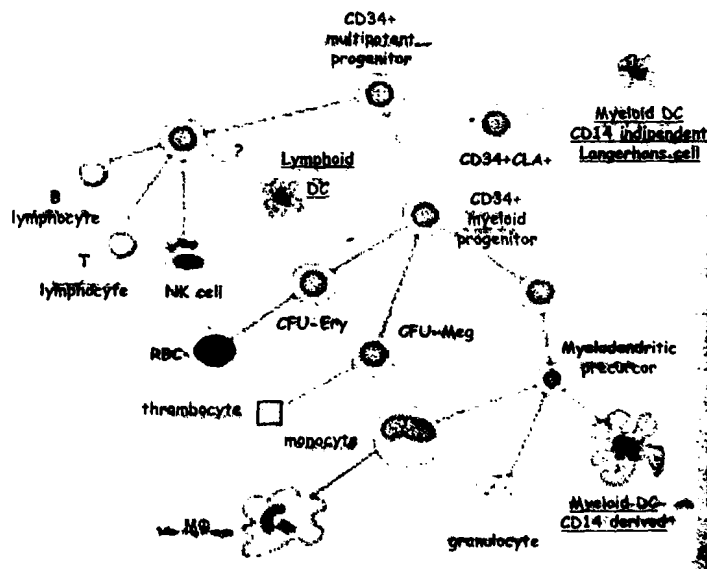 CD34+
multipotent
progenitor
Myeloid DC
CD14 indipendent
Langerhans cell
CD34+CLA+
?
Lymphoid
DC
B
lymphocyte
CD34+
myeloid
progenitor
T
lymphocyte
NK cell
CFU-Ery
CFU-Meg
RBC
Myelodendritic
precursor
thrombocyte
monocyte
MΦ
Myeloid DC
CD14 derived
granulocyte